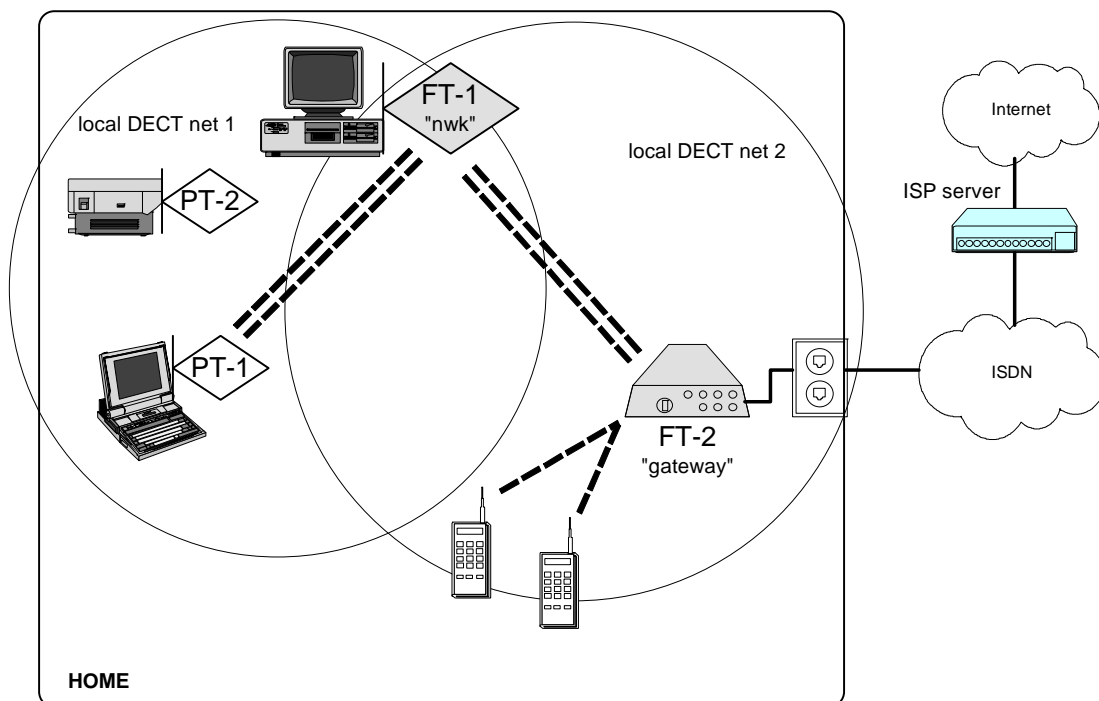 FT-1
"nwk"
local DECT net 1
local DECT net 2
Internet
ISP server
PT-2
PT-1
ISDN
FT-2
"gateway"
HOME